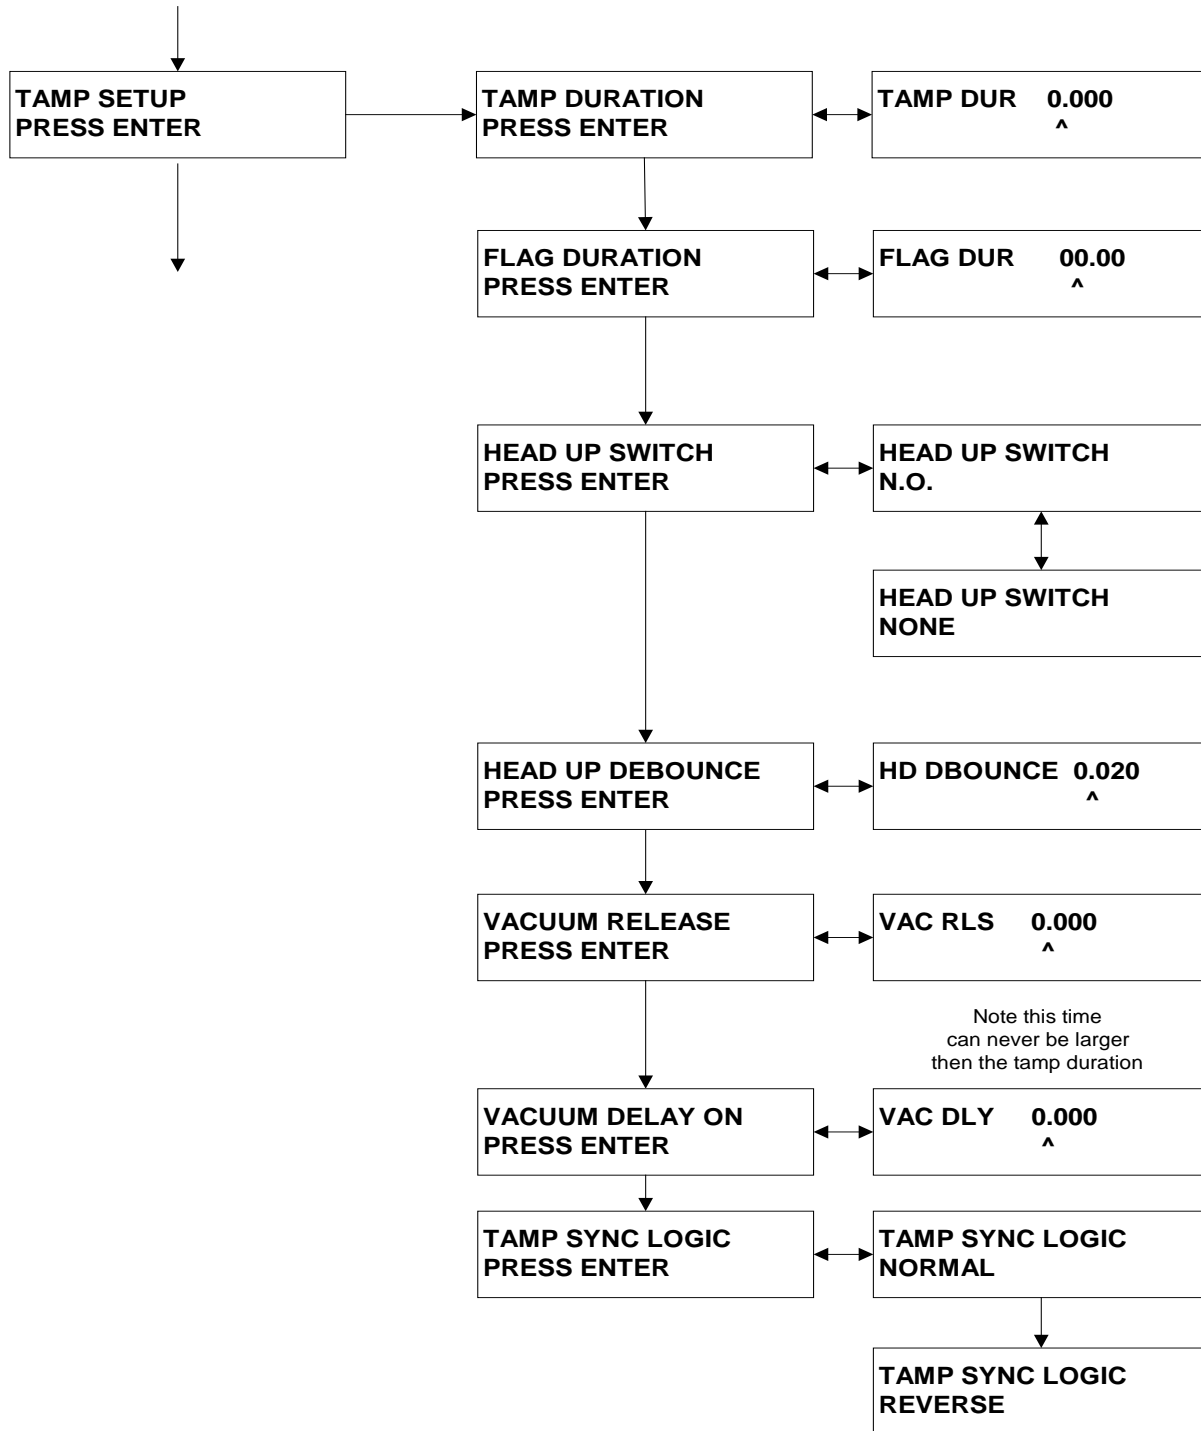 TAMP SETUP
PRESS ENTER
TAMP DURATION
PRESS ENTER
TAMP DUR 0.000
^
FLAG DURATION
PRESS ENTER
FLAG DUR 00.00
^
HEAD UP SWITCH
PRESS ENTER
HEAD UP SWITCH
N.O.
HEAD UP SWITCH
NONE
HEAD UP DEBOUNCE
PRESS ENTER
HD DBOUNCE 0.020
^
VACUUM RELEASE
PRESS ENTER
VAC RLS 0.000
^
Note this time
can never be larger
then the tamp duration
VACUUM DELAY ON
PRESS ENTER
VAC DLY 0.000
^
TAMP SYNC LOGIC
PRESS ENTER
TAMP SYNC LOGIC
NORMAL
TAMP SYNC LOGIC
REVERSE